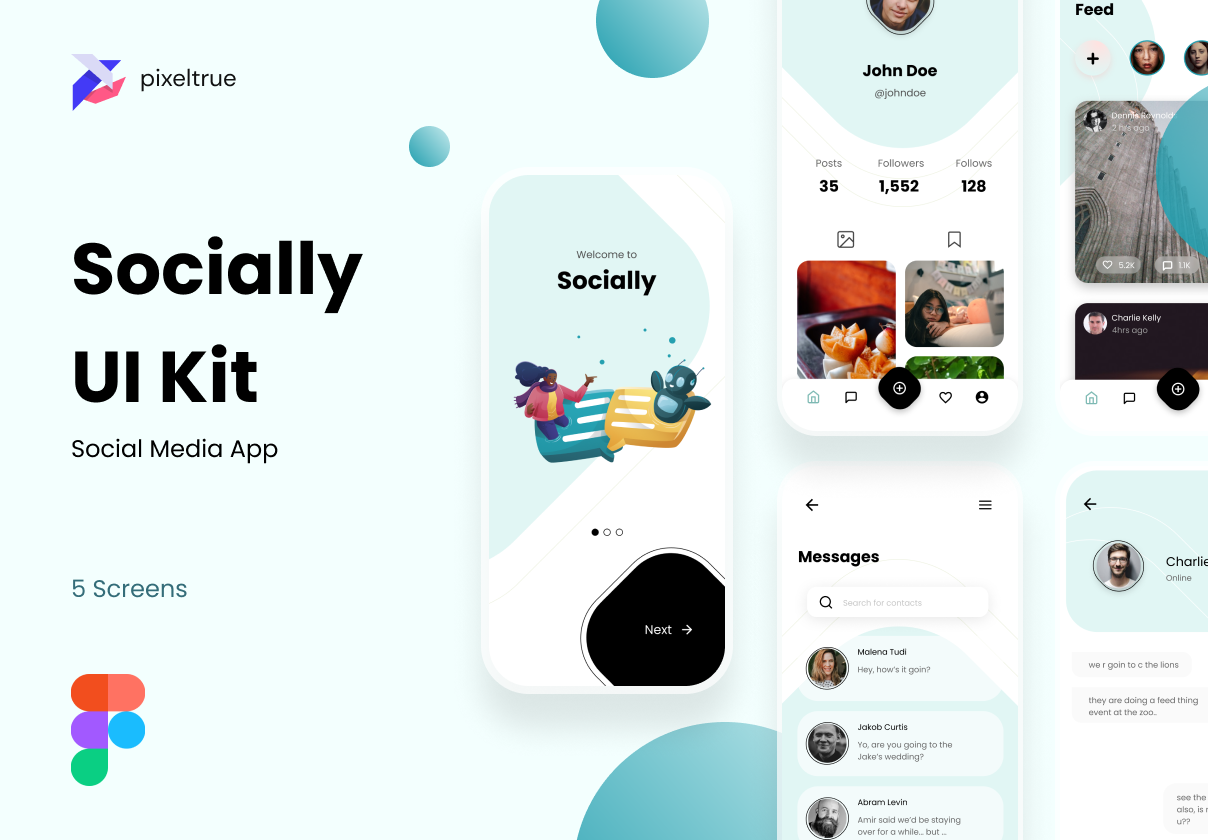 pixeltrue
Socially
UI Kit
Social Media App
5 Screens
Welcome to
Socially
Next
John Doe
@johndoe
Posts Followers Follows
35 1,552 128
Feed
Dennis Reynolds
2 hrs ago
5.2K 1.1K
Charlie Kelly
4hrs ago
Messages
Search for contacts
Malena Tudi
Hey, how's it goin?
Jakob Curtis
Yo, are you going to the
Jake's wedding?
Abram Levin
Amir said we'd be staying
over for a while... but ...
Charlie
Online
we r goin to c the lions
they are doing a feed thing
event at the zoo..
see the
also, is
u??